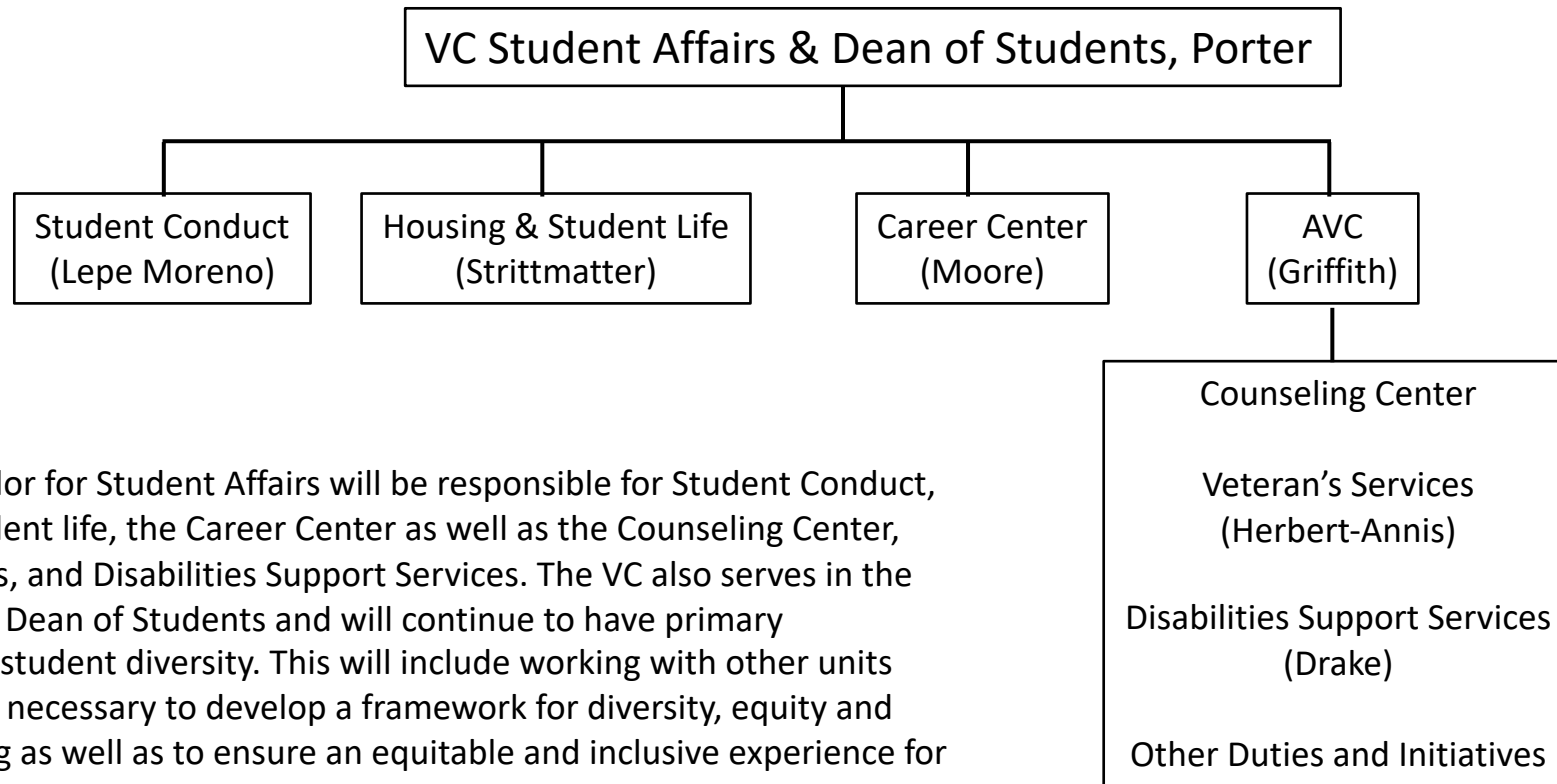 VC Student Affairs & Dean of Students, Porter
Student Conduct
(Lepe Moreno)
Housing & Student Life
(Strittmatter)
Career Center
(Moore)
AVC
(Griffith)
Counseling Center
Veteran’s Services
(Herbert-Annis)
Disabilities Support Services
(Drake)
Other Duties and Initiatives
for Student Affairs will be responsible for Student Conduct,
life, the Career Center as well as the Counseling Center,
and Disabilities Support Services. The VC also serves in the
Dean of Students and will continue to have primary
student diversity. This will include working with other units
necessary to develop a framework for diversity, equity and
as well as to ensure an equitable and inclusive experience for